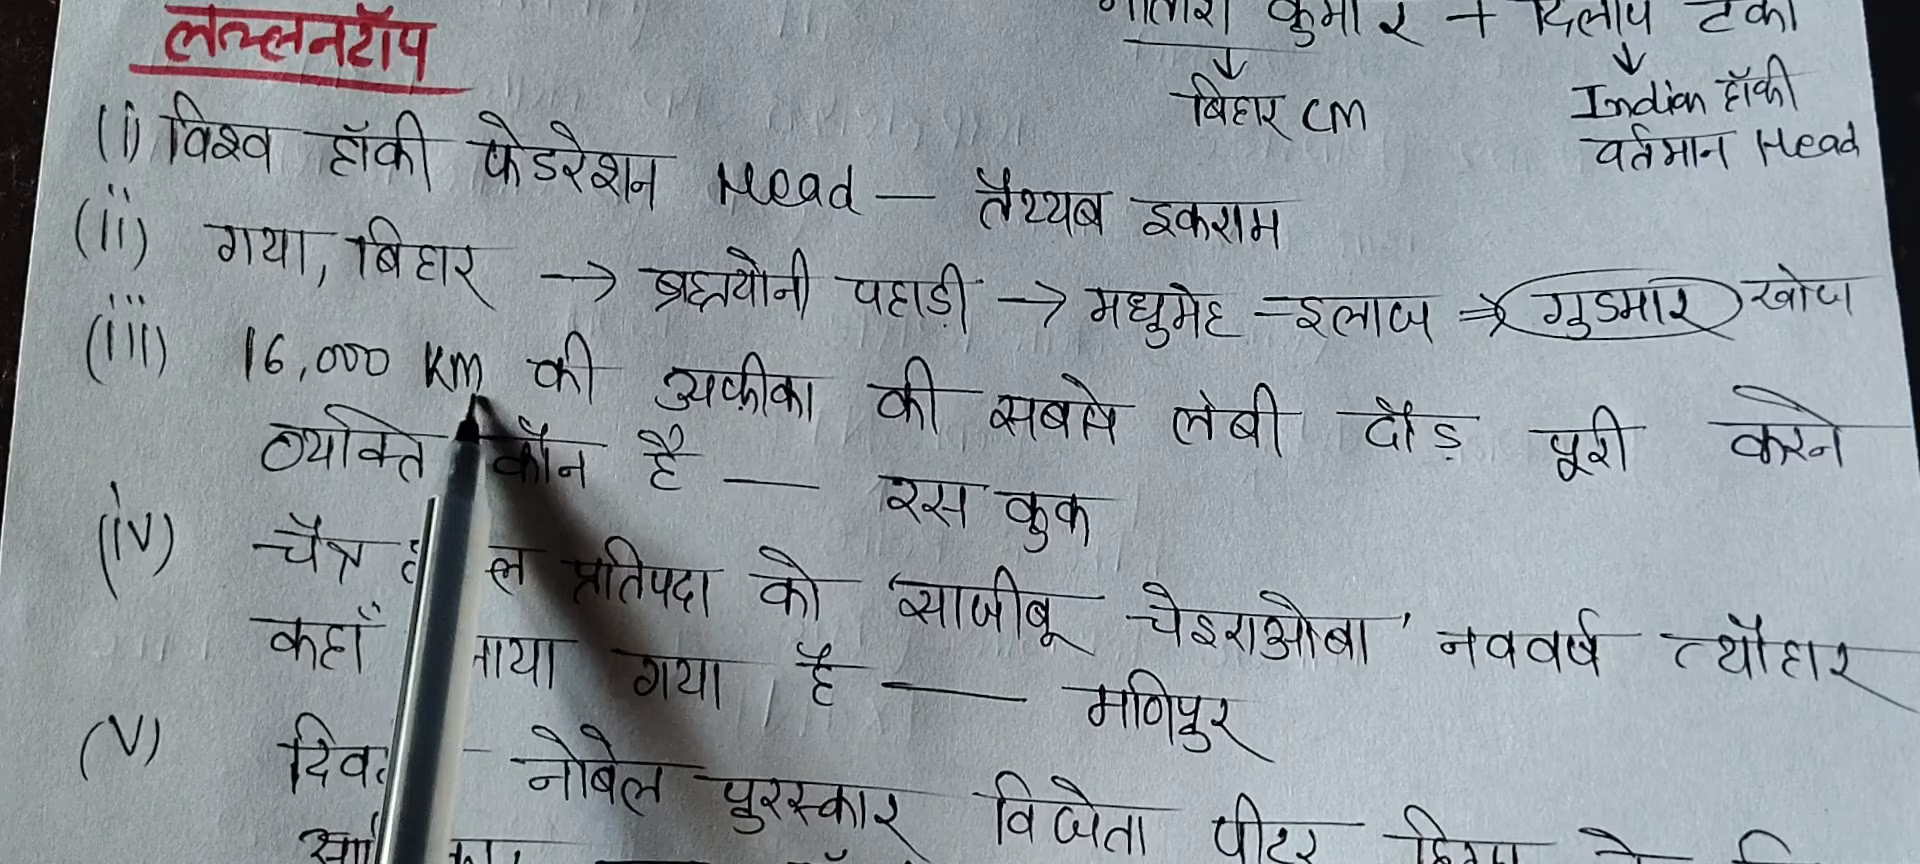 कुमार + दिलीप टर्की
बिहार CM
Indian हॉकी
वर्तमान Head
लल्लनटॉप
(i) विश्व हॉकी फेडरेशन Head — तैय्यब इकराम
(ii) गया, बिहार → ब्रह्मयोनी पहाड़ी → मधुमेह - इलाज ⇒ गुडमार खोज
(iii) 16,000 KM की अफ्रीका की सबसे लंबी दौड़ पूरी करने
व्यक्ति कौन है — रस कुक
(iv) चैत्र प्रतिपदा को 'साजीबू चेइराओबा' नववर्ष त्यौहार
कहाँ गया है — मणिपुर
(v) नोबेल पुरस्कार विजेता पीटर